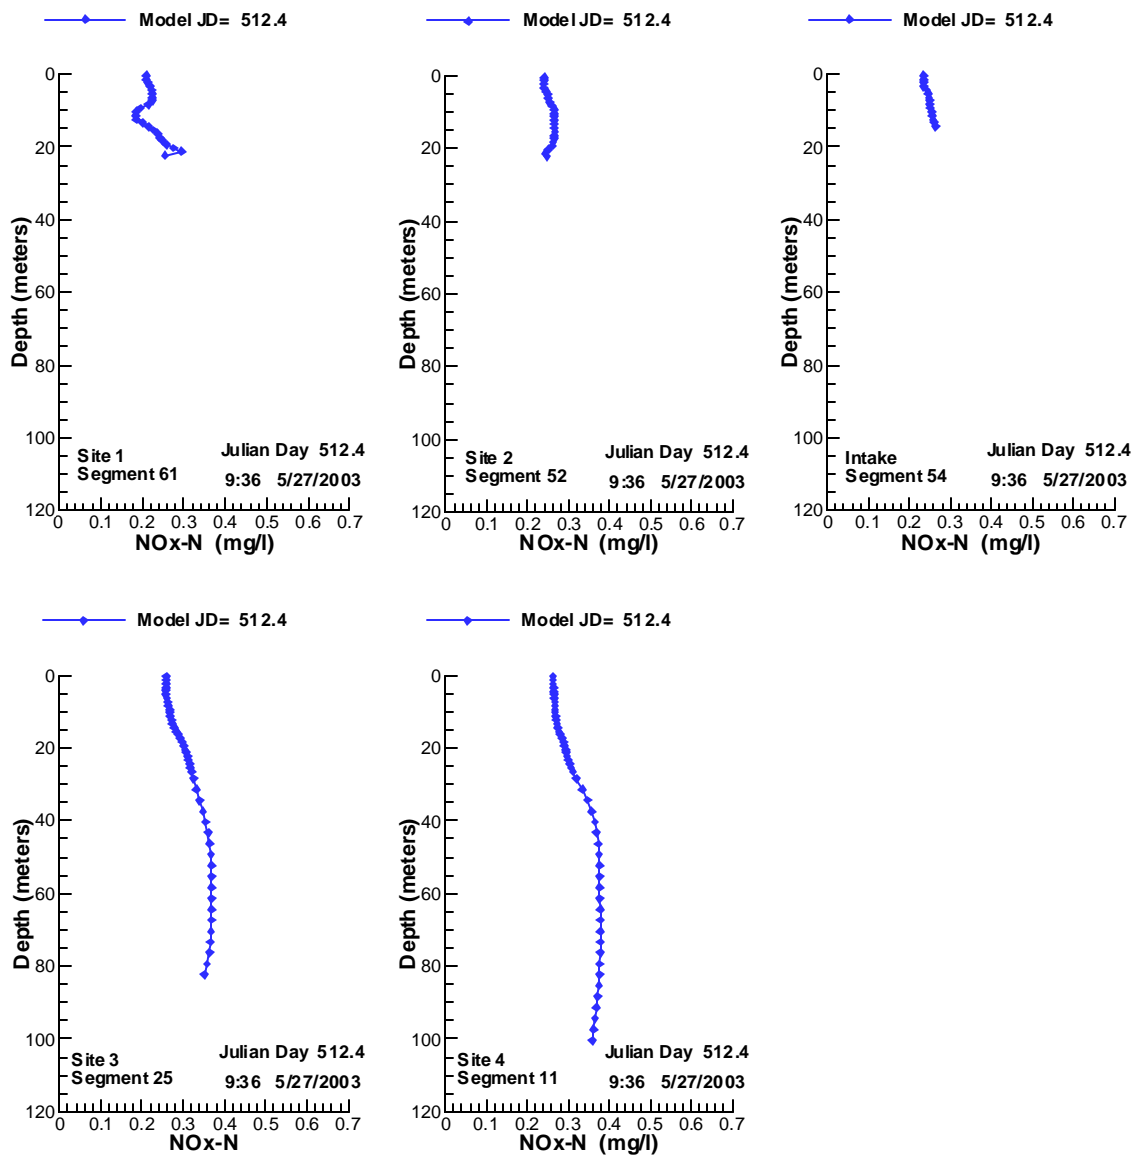 Model JD= 512.4
0
20
40
60
80
100
120
Depth (meters)
Site 1
Segment 61
Julian Day 512.4
9:36 5/27/2003
0 0.1 0.2 0.3 0.4 0.5 0.6 0.7
NOx-N (mg/l)
Model JD= 512.4
0
20
40
60
80
100
120
Depth (meters)
Site 2
Segment 52
Julian Day 512.4
9:36 5/27/2003
0 0.1 0.2 0.3 0.4 0.5 0.6 0.7
NOx-N (mg/l)
Model JD= 512.4
0
20
40
60
80
100
120
Depth (meters)
Intake
Segment 54
Julian Day 512.4
9:36 5/27/2003
0 0.1 0.2 0.3 0.4 0.5 0.6 0.7
NOx-N (mg/l)
Model JD= 512.4
0
20
40
60
80
100
120
Depth (meters)
Site 3
Segment 25
Julian Day 512.4
9:36 5/27/2003
0 0.1 0.2 0.3 0.4 0.5 0.6 0.7
NOx-N
Model JD= 512.4
0
20
40
60
80
100
120
Depth (meters)
Site 4
Segment 11
Julian Day 512.4
9:36 5/27/2003
0 0.1 0.2 0.3 0.4 0.5 0.6 0.7
NOx-N (mg/l)